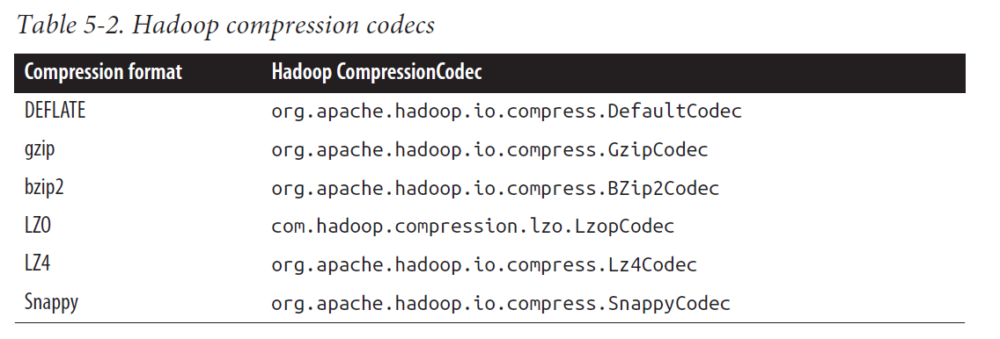 Table 5-2. Hadoop compression codecs
Compression format Hadoop CompressionCodec
DEFLATE org.apache.hadoop.io.compress.DefaultCodec
gzip org.apache.hadoop.io.compress.GzipCodec
bzip2 org.apache.hadoop.io.compress.BZip2Codec
LZO com.hadoop.compression.lzo.LzopCodec
LZ4 org.apache.hadoop.io.compress.Lz4Codec
Snappy org.apache.hadoop.io.compress.SnappyCodec